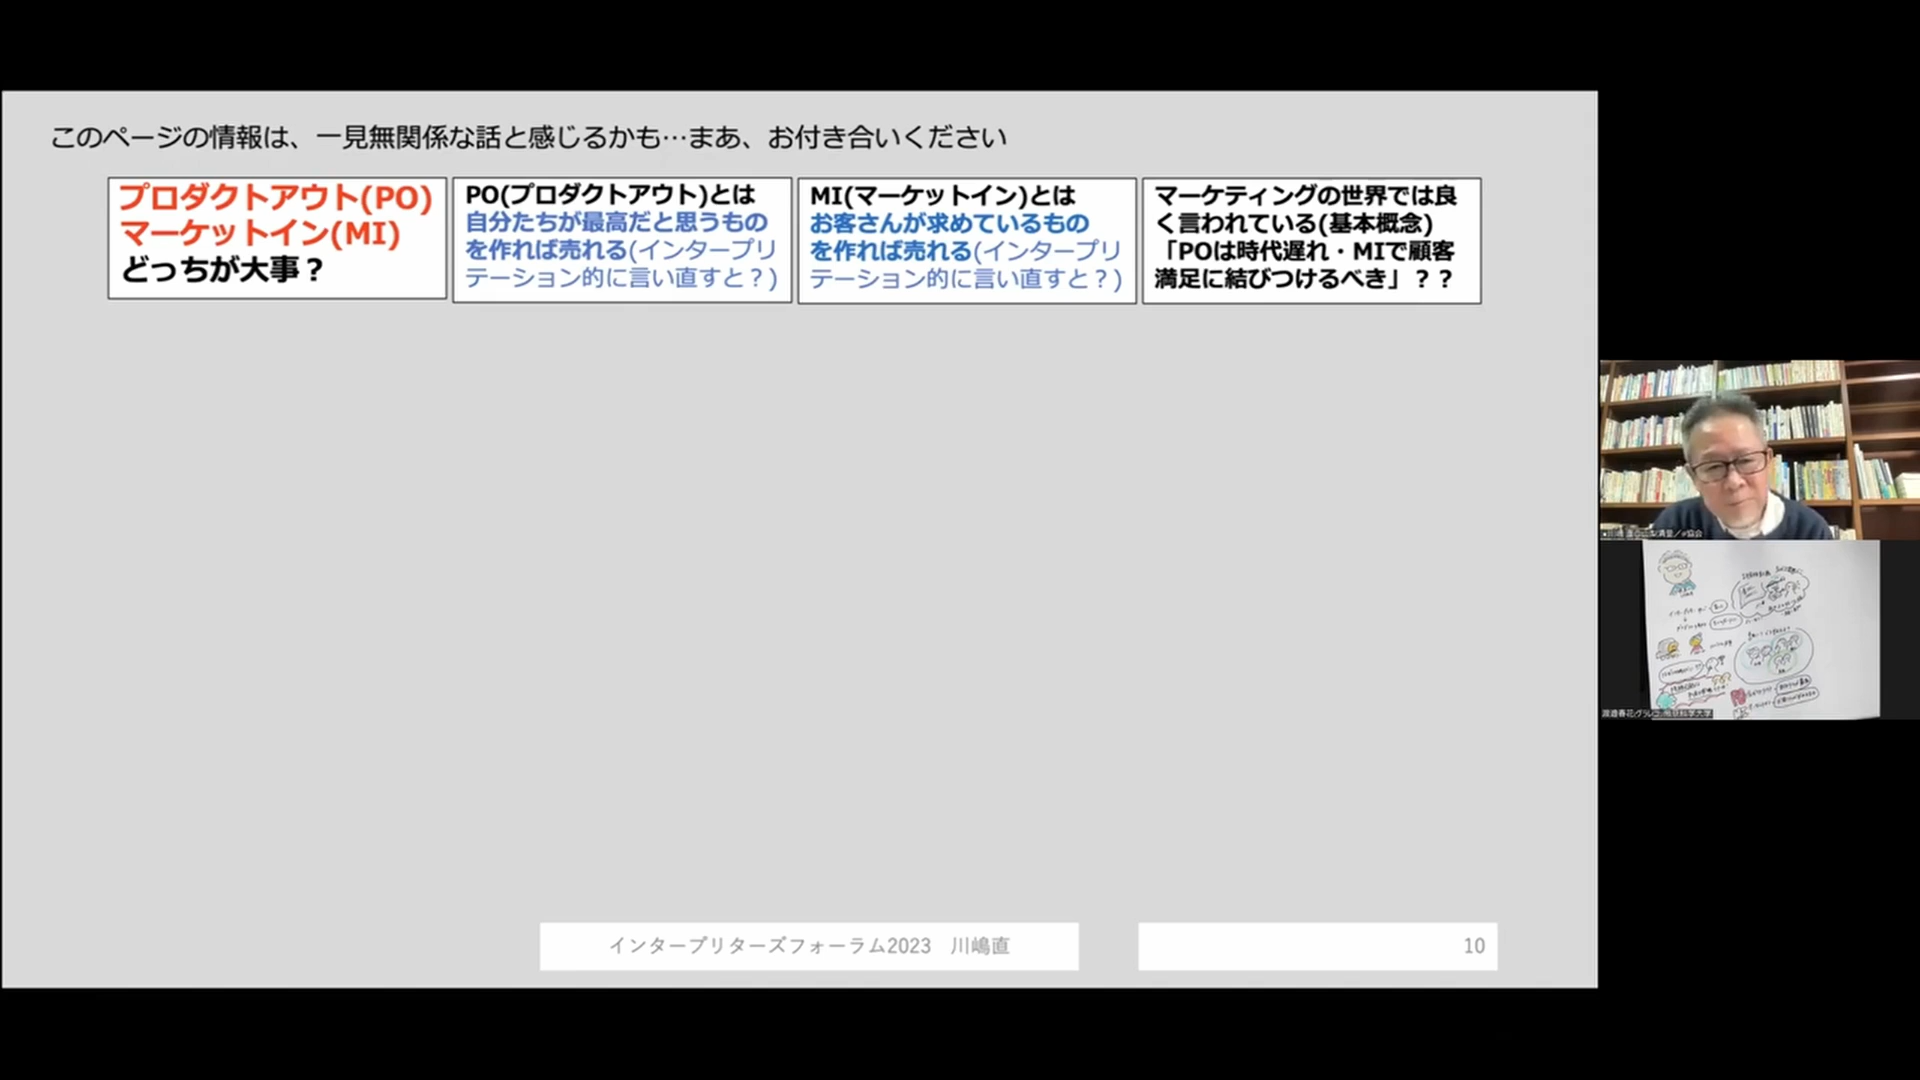 このページの情報は、一見無関係な話と感じるかも…まあ、お付き合いください
プロダクトアウト(PO)
マーケットイン(MI)
どっちが大事？
PO(プロダクトアウト)とは
自分たちが最高だと思うもの
を作れば売れる(インタープリ
テーション的に言い直すと？)
MI(マーケットイン)とは
お客さんが求めているもの
を作れば売れる(インタープリ
テーション的に言い直すと？)
マーケティングの世界では良
く言われている(基本概念)
「POは時代遅れ・MIで顧客
満足に結びつけるべき」？？
インタープリターズフォーラム2023　川嶋直
10